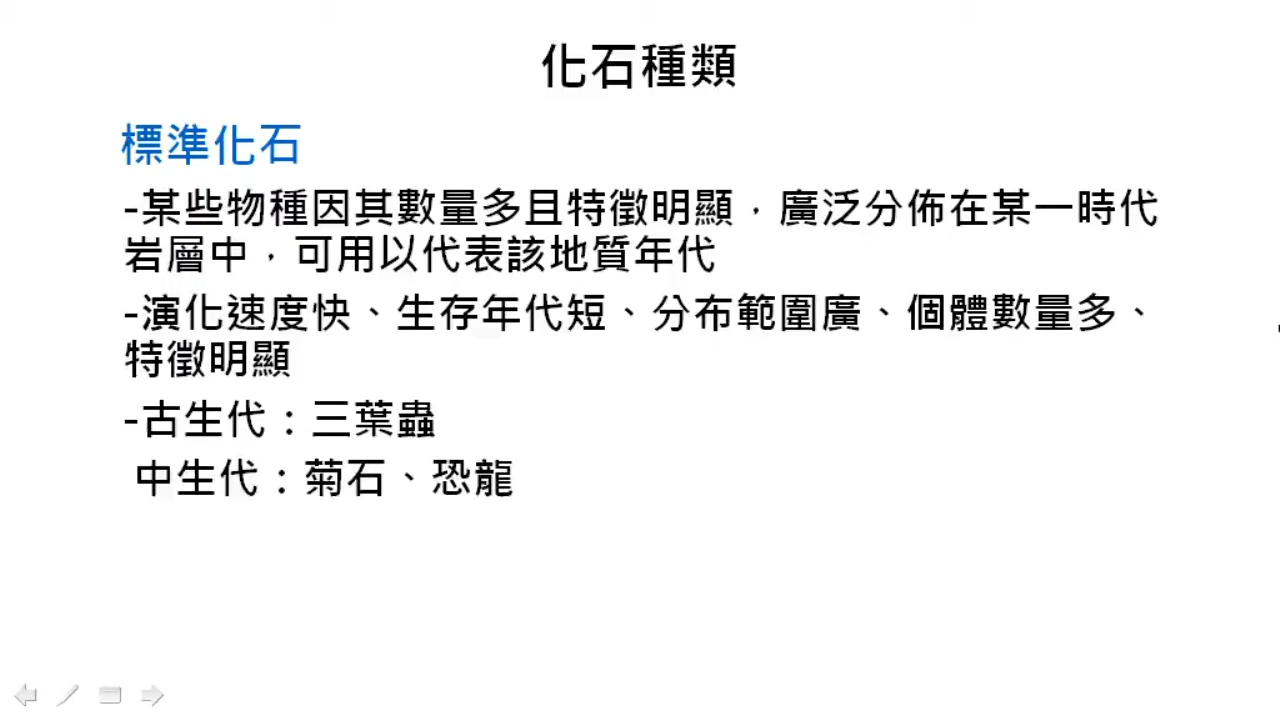 化石種類
標準化石
-某些物種因其數量多且特徵明顯，廣泛分佈在某一時代
岩層中，可用以代表該地質年代
-演化速度快、生存年代短、分布範圍廣、個體數量多、
特徵明顯
-古生代：三葉蟲
中生代：菊石、恐龍